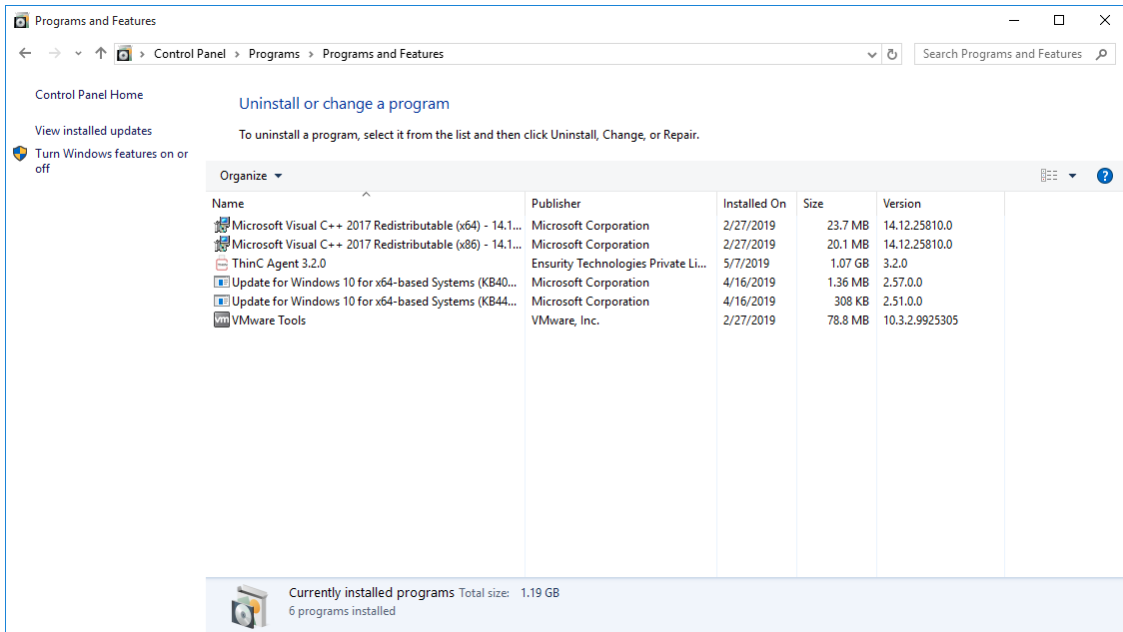 Programs and Features
Control Panel > Programs > Programs and Features
Search Programs and Features
Control Panel Home
View installed updates
Turn Windows features on or
off
Uninstall or change a program
To uninstall a program, select it from the list and then click Uninstall, Change, or Repair.
Organize
Name Publisher Installed On Size Version
Microsoft Visual C++ 2017 Redistributable (x64) - 14.1... Microsoft Corporation 2/27/2019 23.7 MB 14.12.25810.0
Microsoft Visual C++ 2017 Redistributable (x86) - 14.1... Microsoft Corporation 2/27/2019 20.1 MB 14.12.25810.0
ThinC Agent 3.2.0 Ensurity Technologies Private Li... 5/7/2019 1.07 GB 3.2.0
Update for Windows 10 for x64-based Systems (KB40... Microsoft Corporation 4/16/2019 1.36 MB 2.57.0.0
Update for Windows 10 for x64-based Systems (KB44... Microsoft Corporation 4/16/2019 308 KB 2.51.0.0
vm VMware Tools VMware, Inc. 2/27/2019 78.8 MB 10.3.2.9925305
Currently installed programs Total size: 1.19 GB
6 programs installed